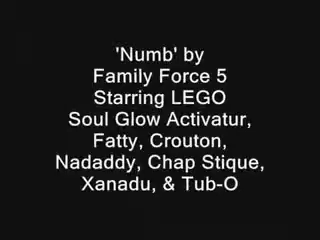 'Numb' by
Family Force 5
Starring LEGO
Soul Glow Activatur,
Fatty, Crouton,
Nadaddy, Chap Stique,
Xanadu, & Tub-O